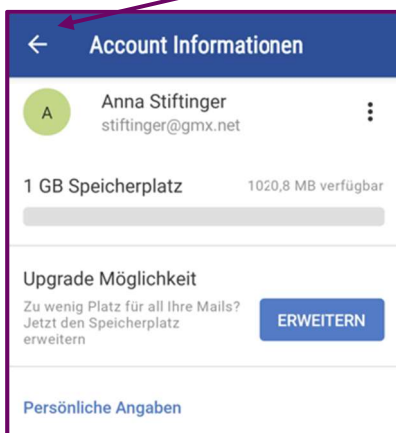 Account Informationen
A
Anna Stiftinger
stiftinger@gmx.net
1 GB Speicherplatz 1020,8 MB verfügbar
Upgrade Möglichkeit
Zu wenig Platz für all Ihre Mails?
Jetzt den Speicherplatz
erweitern
ERWEITERN
Persönliche Angaben